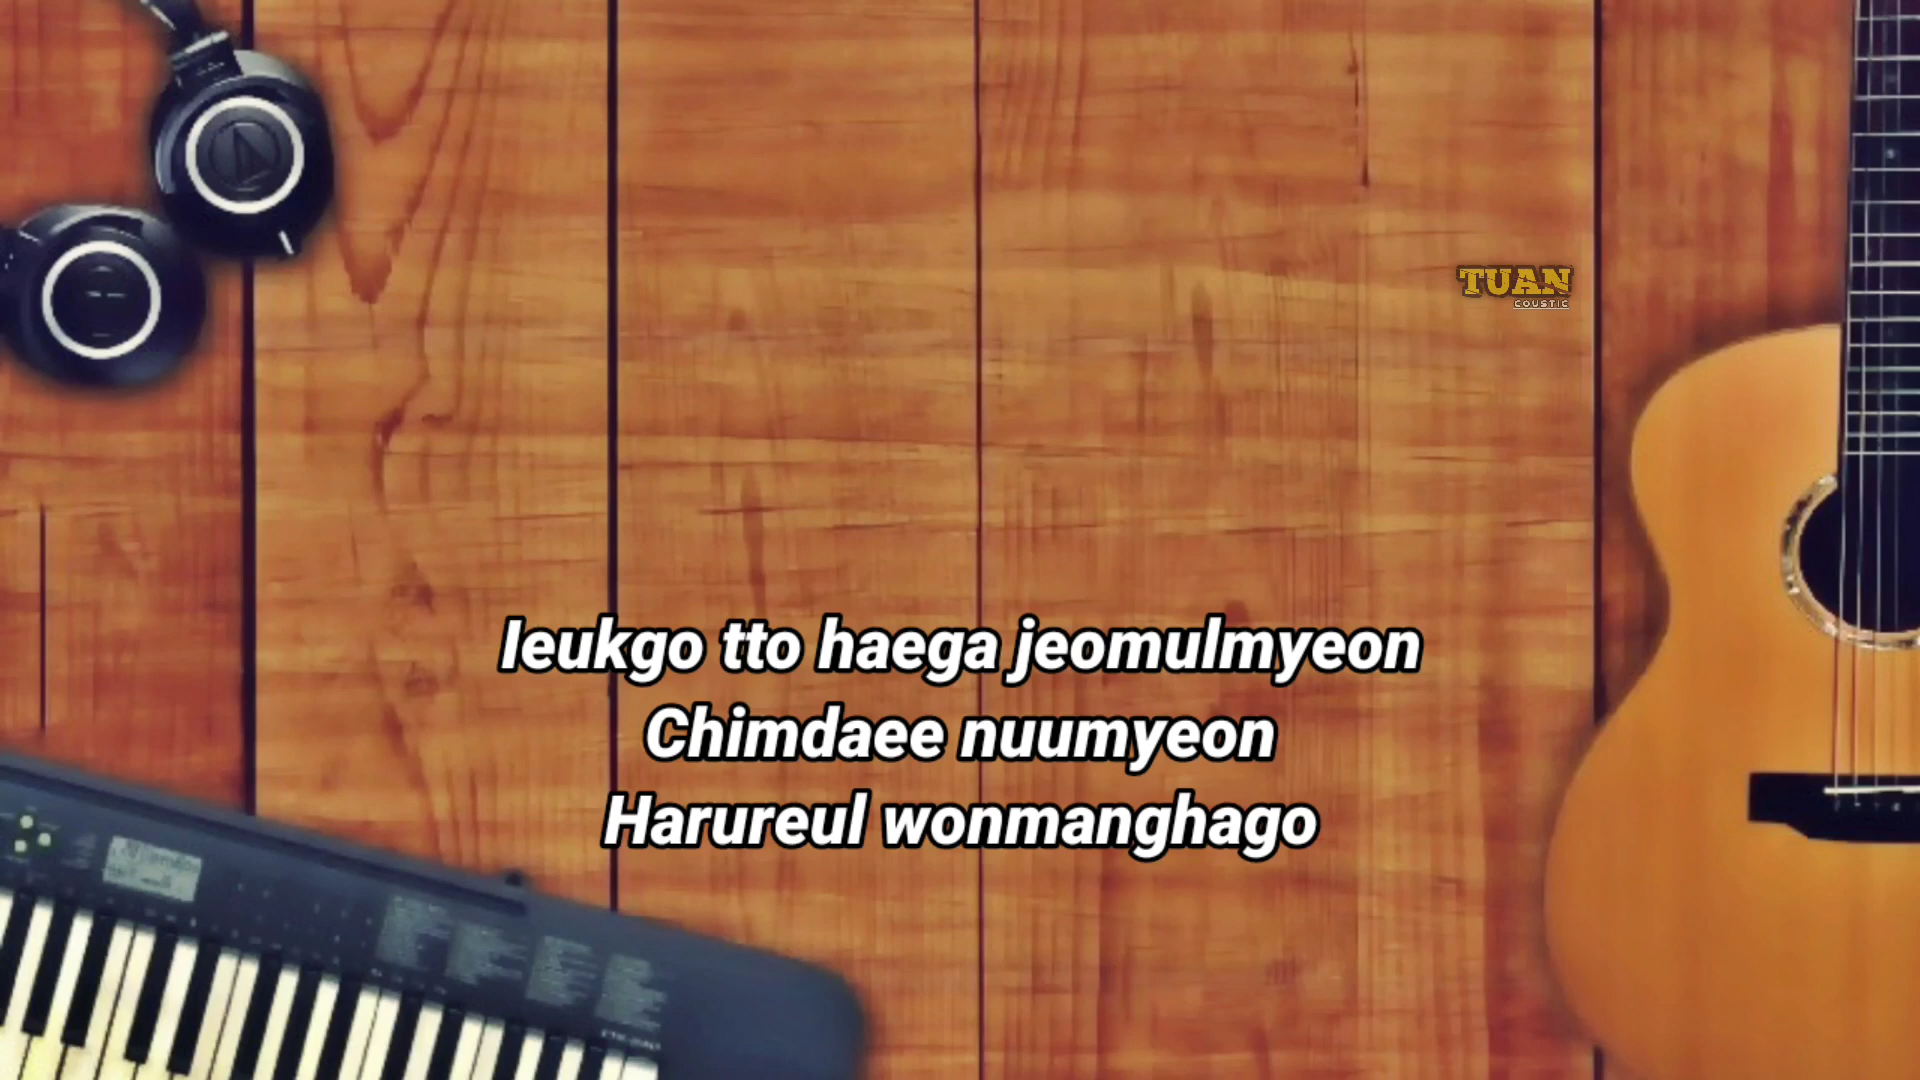 TUAN
COUSTIC
Ieukgo tto haega jeomulmyeon
Chimdaee nuumyeon
Harureul wonmanghago